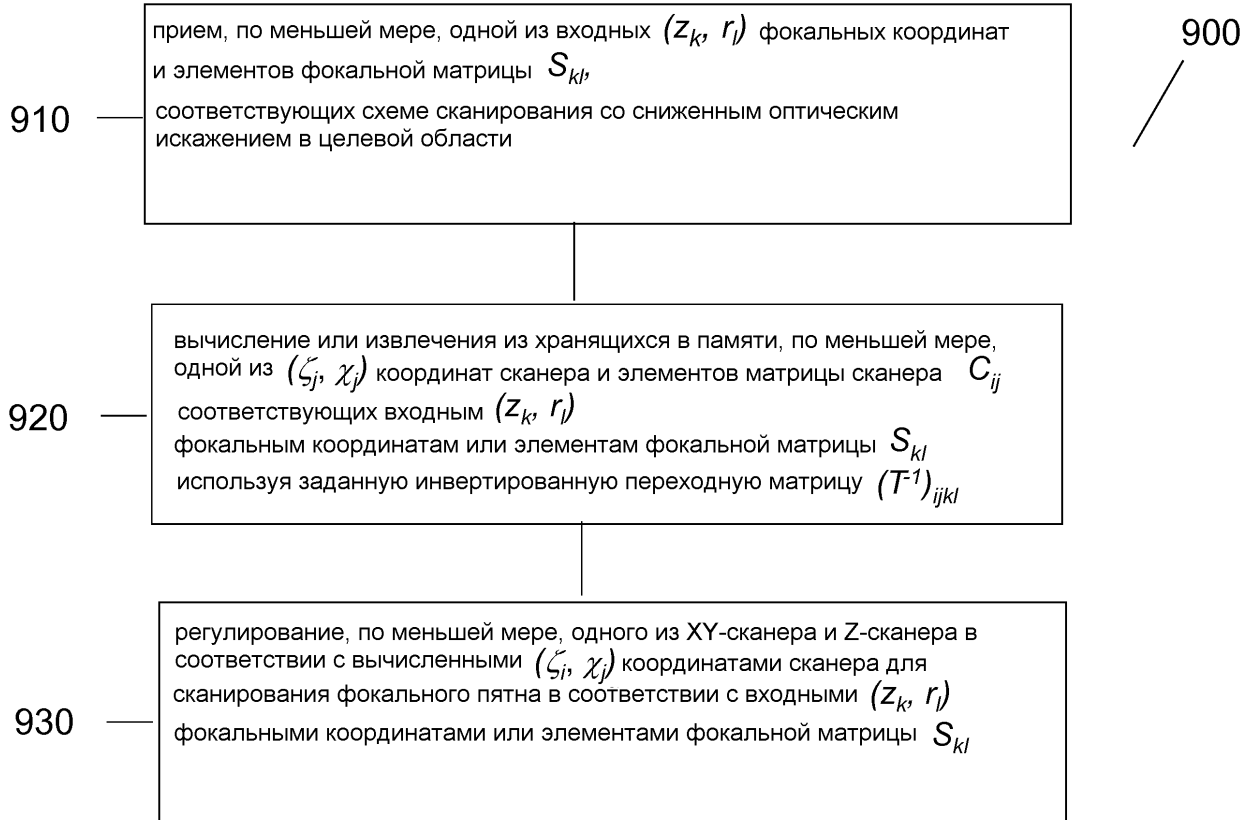 900
910
прием, по меньшей мере, одной из входных (z_k, r_l) фокальных координат
и элементов фокальной матрицы S_kl,
соответствующих схеме сканирования со сниженным оптическим
искажением в целевой области
920
вычисление или извлечения из хранящихся в памяти, по меньшей мере,
одной из (ζ_j, χ_j) координат сканера и элементов матрицы сканера C_ij
соответствующих входным (z_k, r_l)
фокальным координатам или элементам фокальной матрицы S_kl
используя заданную инвертированную переходную матрицу (T^-1)_ijkl
930
регулирование, по меньшей мере, одного из XY-сканера и Z-сканера в
соответствии с вычисленными (ζ_i, χ_j) координатами сканера для
сканирования фокального пятна в соответствии с входными (z_k, r_l)
фокальными координатами или элементами фокальной матрицы S_kl